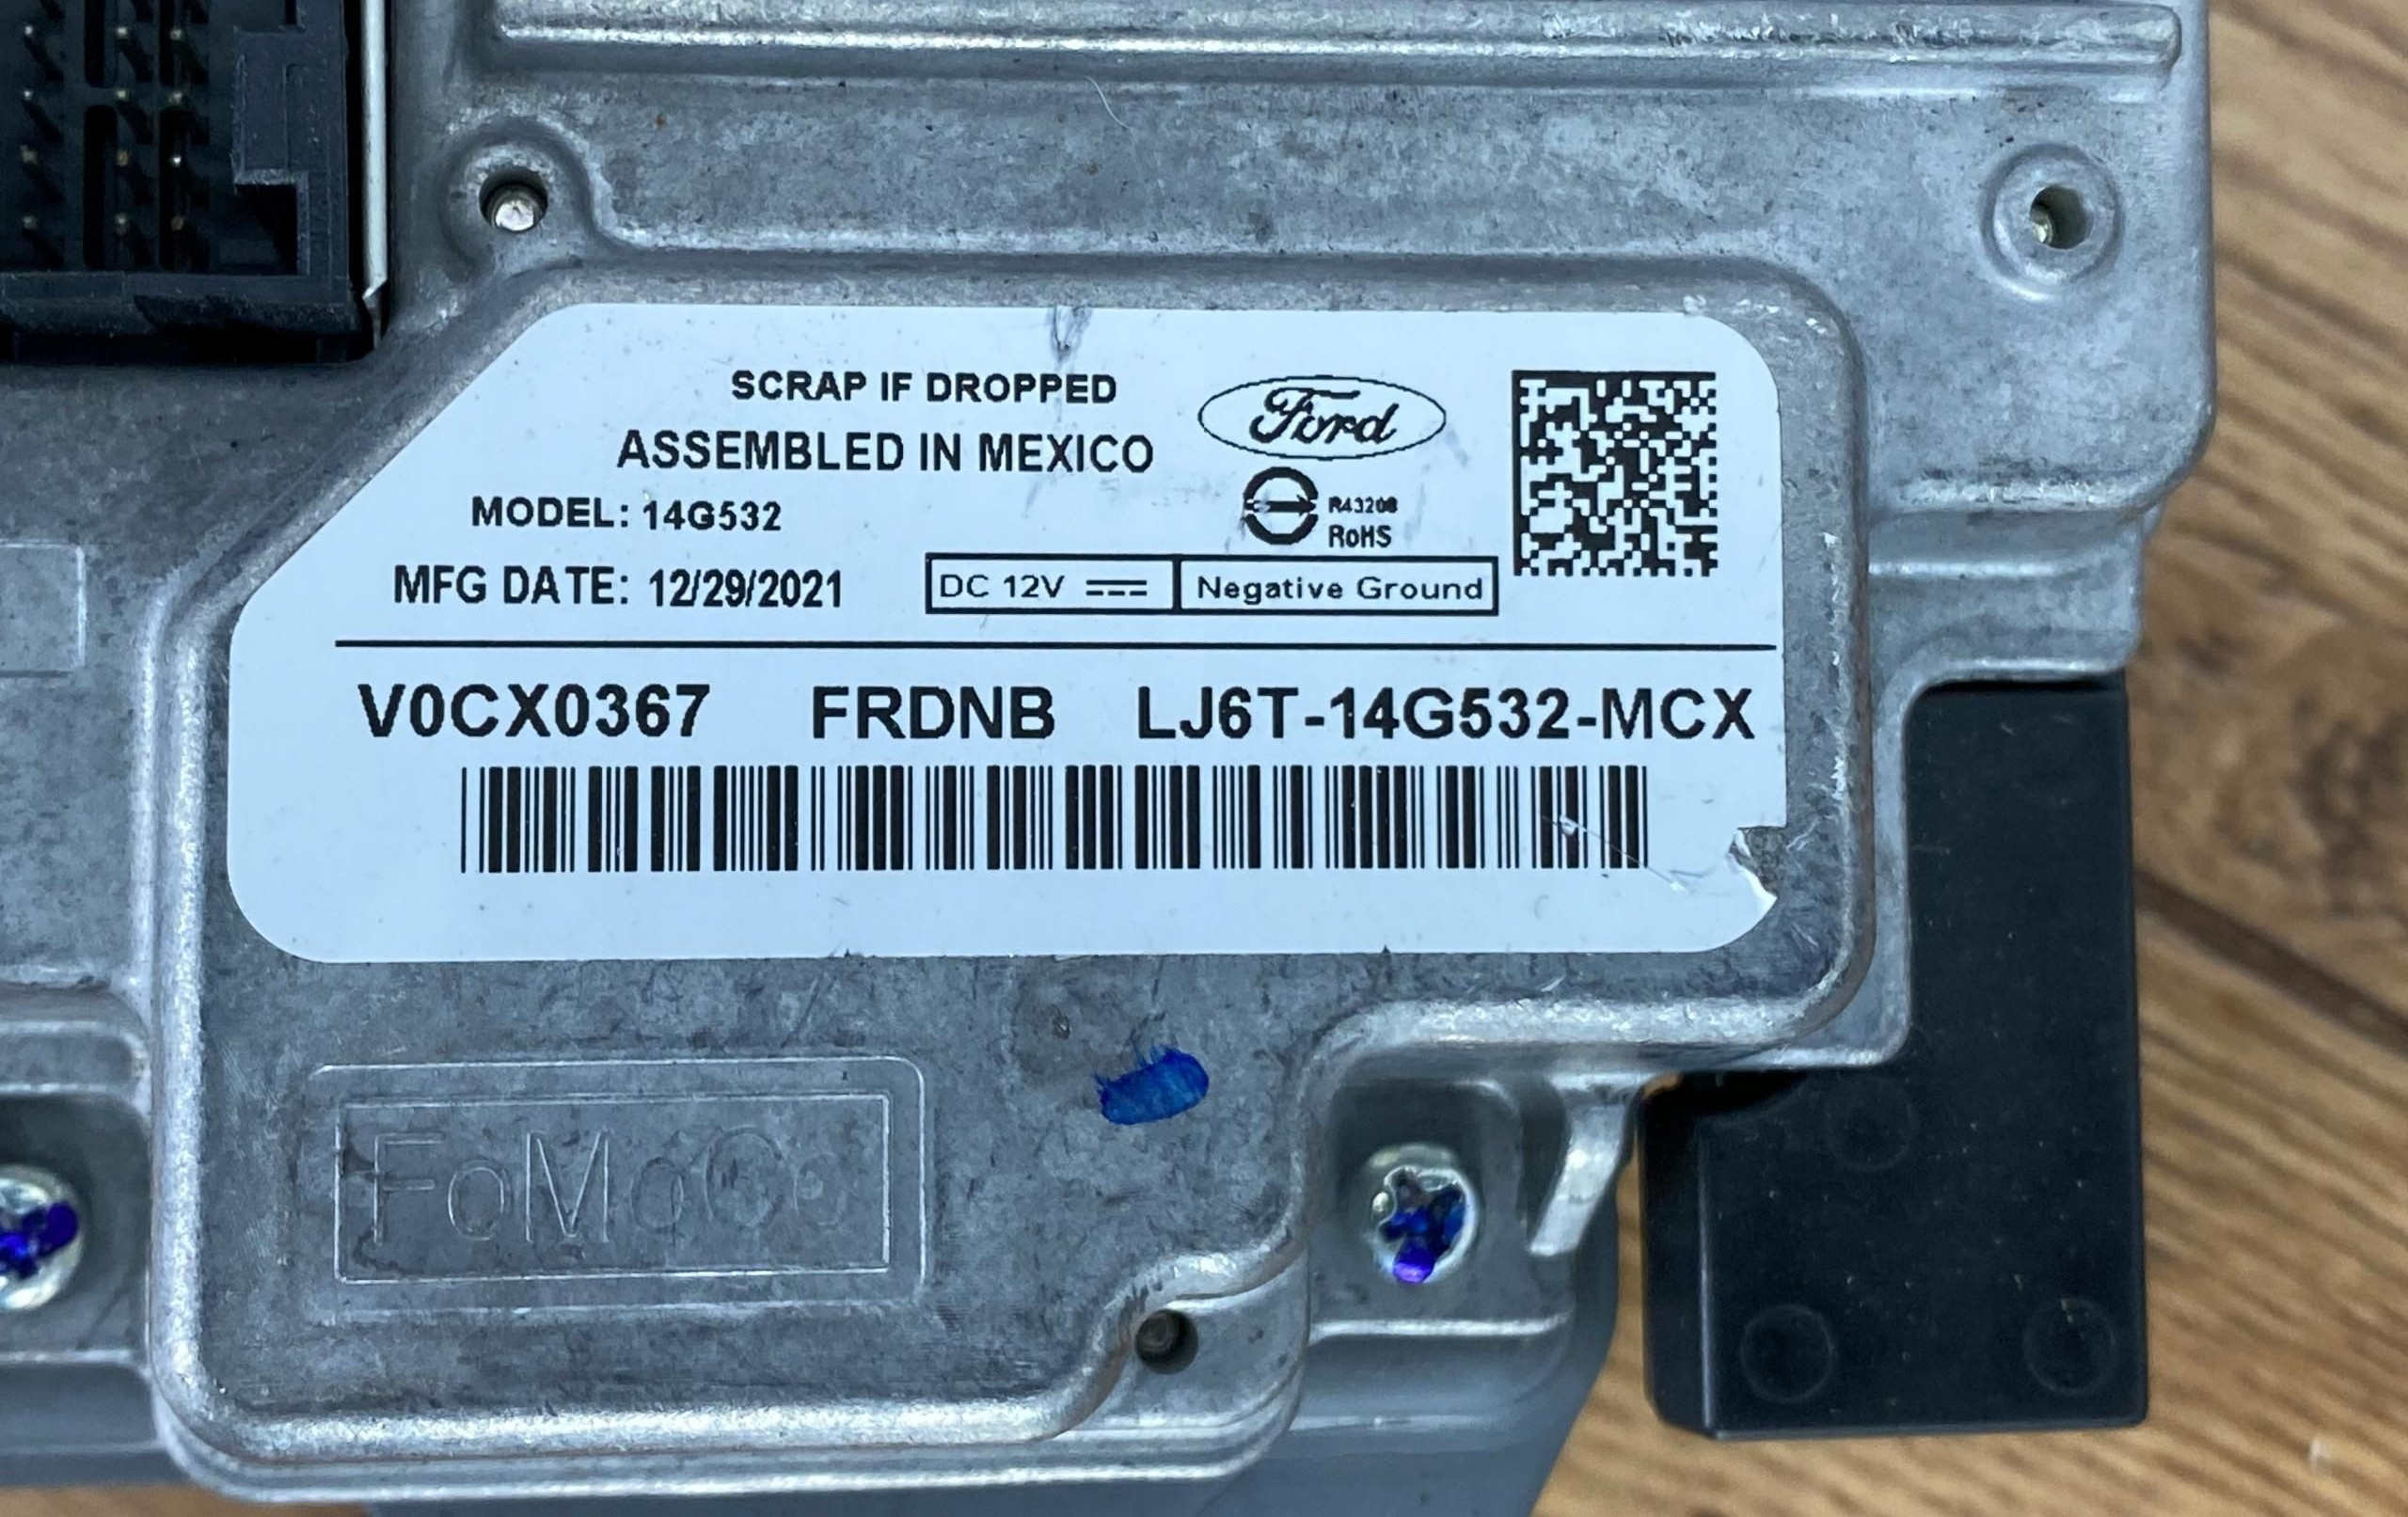 SCRAP IF DROPPED
ASSEMBLED IN MEXICO
Ford
MODEL: 14G532
R43208
RoHS
MFG DATE: 12/29/2021
DC 12V
Negative Ground
V0CX0367 FRDNB LJ6T-14G532-MCX
FoMoCo